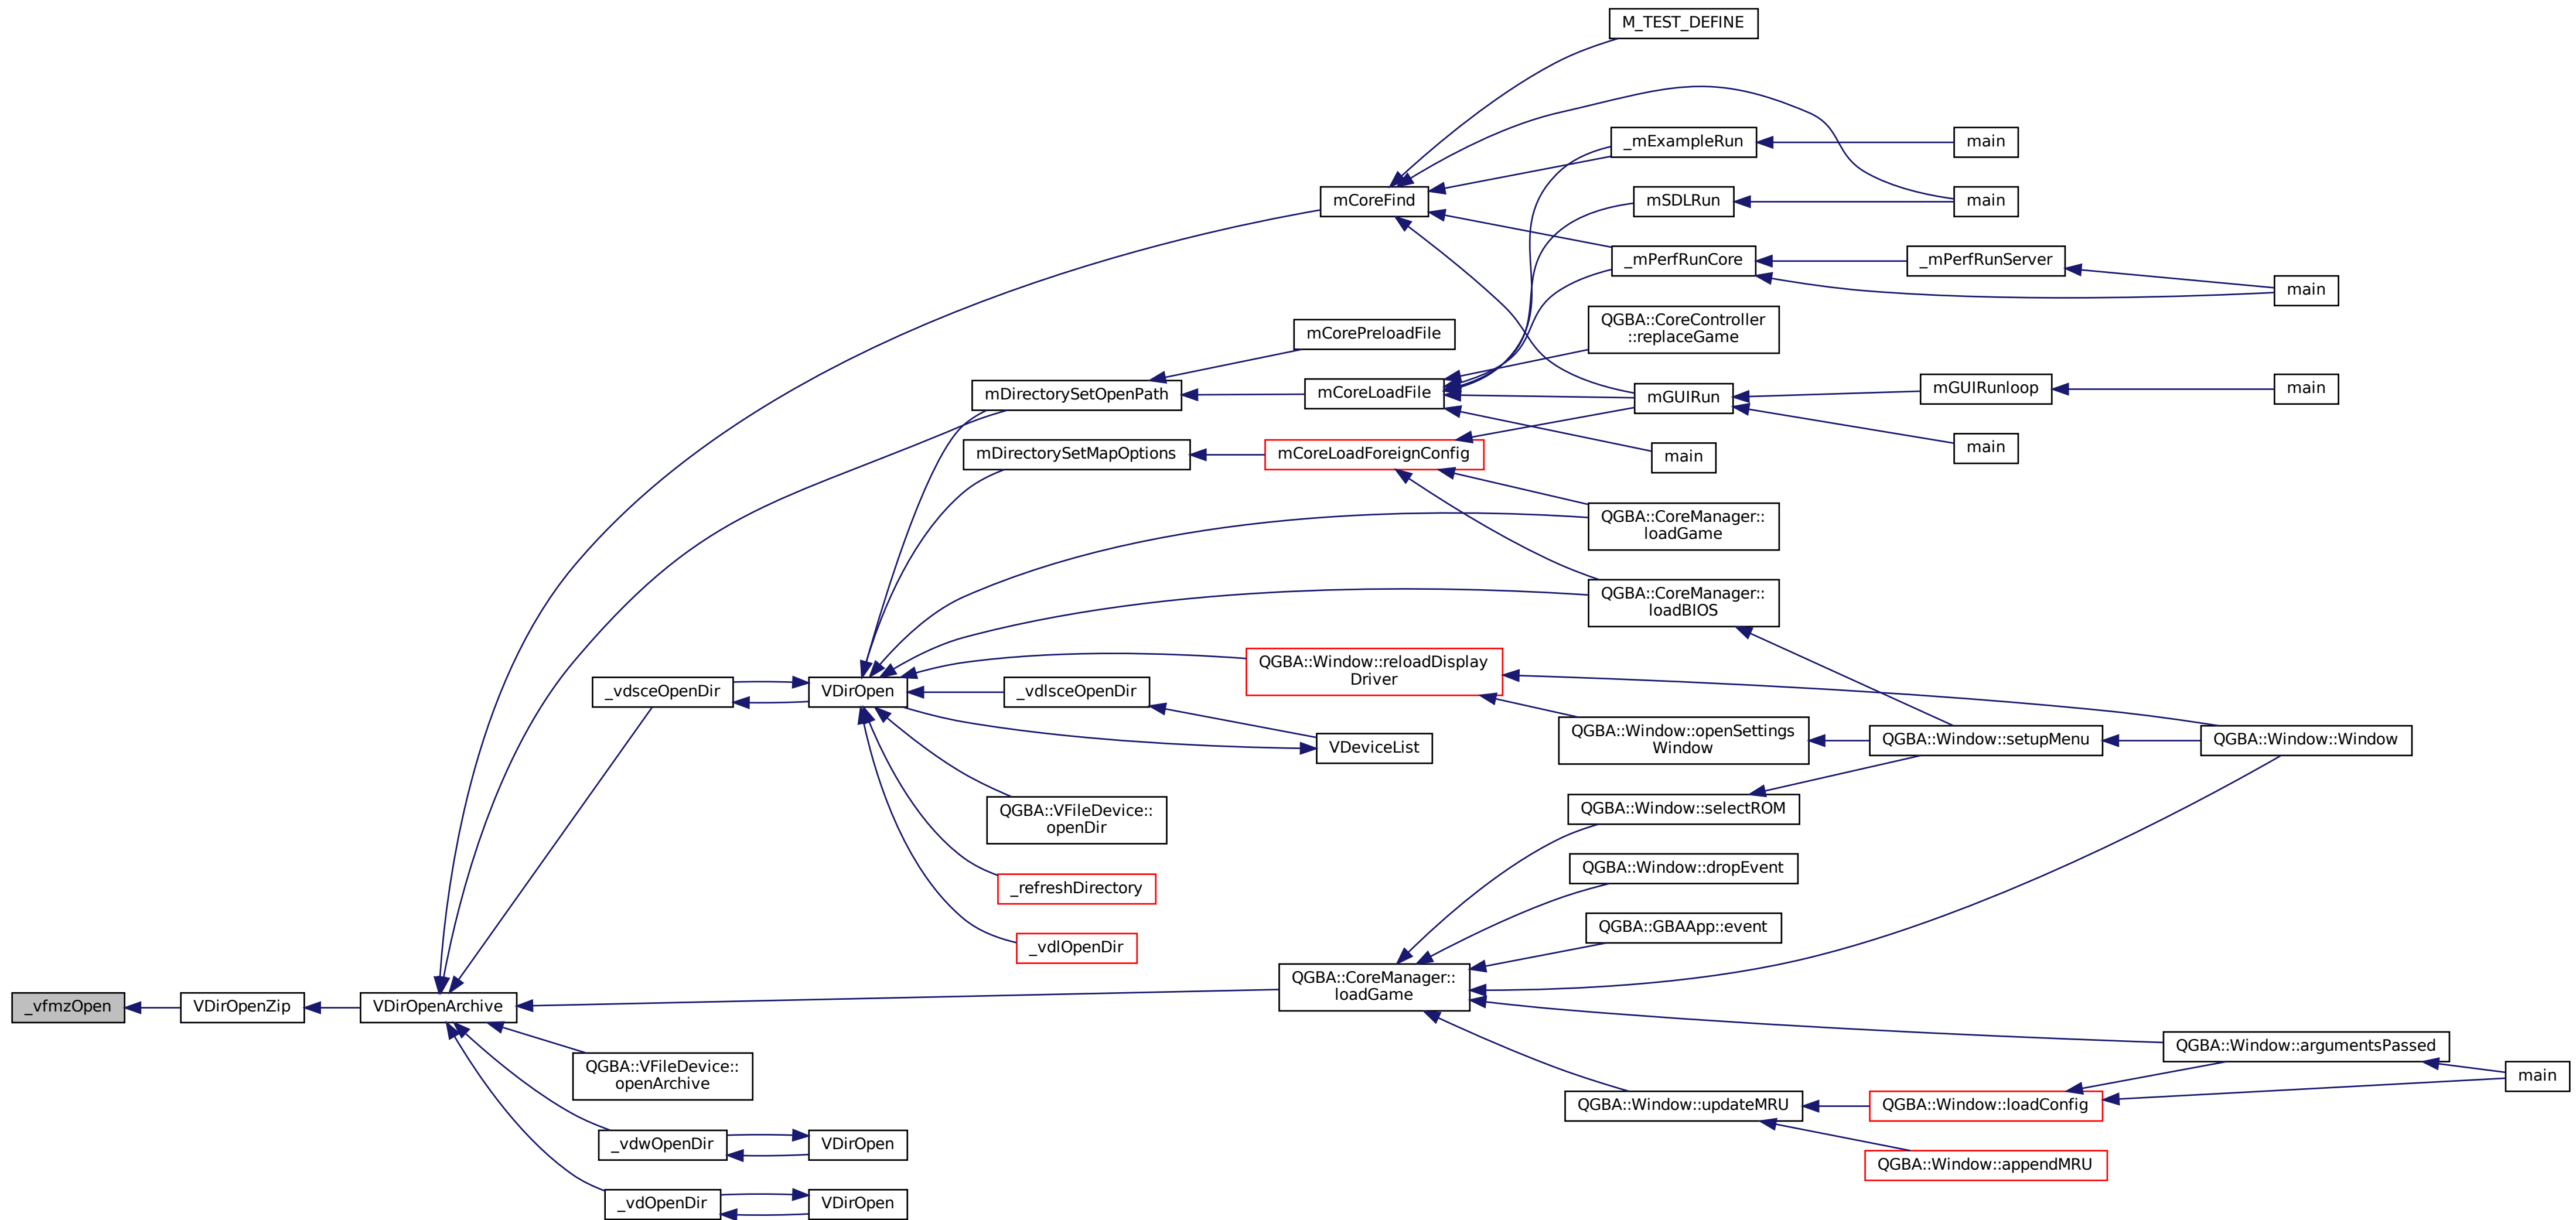 M_TEST_DEFINE
_mExampleRun
main
mCoreFind
mSDLRun
main
_mPerfRunCore
_mPerfRunServer
main
QGBA::CoreController
::replaceGame
mCorePreloadFile
mDirectorySetOpenPath
mCoreLoadFile
mGUIRun
mGUIRunloop
main
main
mDirectorySetMapOptions
mCoreLoadForeignConfig
main
QGBA::CoreManager::
loadGame
QGBA::CoreManager::
loadBIOS
QGBA::Window::reloadDisplay
Driver
_vdsceOpenDir
VDirOpen
_vdlsceOpenDir
VDeviceList
QGBA::Window::openSettings
Window
QGBA::Window::setupMenu
QGBA::Window::Window
QGBA::VFileDevice::
openDir
QGBA::Window::selectROM
_refreshDirectory
QGBA::Window::dropEvent
_vdlOpenDir
QGBA::GBAApp::event
_vfmzOpen
VDirOpenZip
VDirOpenArchive
QGBA::CoreManager::
loadGame
QGBA::Window::argumentsPassed
main
QGBA::VFileDevice::
openArchive
QGBA::Window::updateMRU
QGBA::Window::loadConfig
_vdwOpenDir
VDirOpen
QGBA::Window::appendMRU
_vdOpenDir
VDirOpen